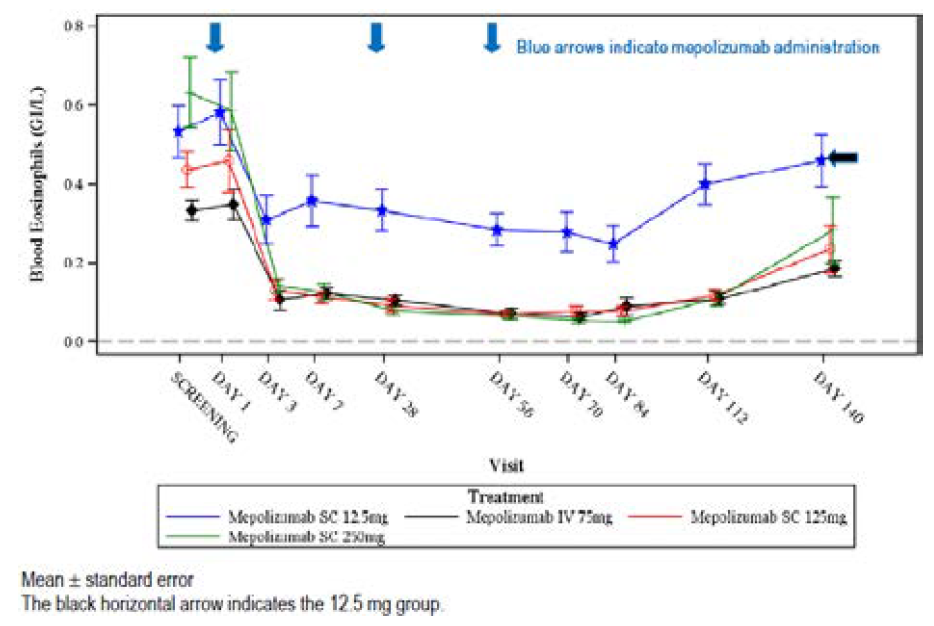 Blue arrows indicate mepolizumab administration
Blood Eosinophils (GI/L)
0.8
0.6
0.4
0.2
0.0
SCREENING
DAY 1
DAY 3
DAY 7
DAY 28
DAY 56
DAY 70
DAY 84
DAY 112
DAY 140
Visit
Treatment
Mepolizumab SC 12.5mg Mepolizumab IV 75mg Mepolizumab SC 125mg
Mepolizumab SC 250mg
Mean ± standard error
The black horizontal arrow indicates the 12.5 mg group.